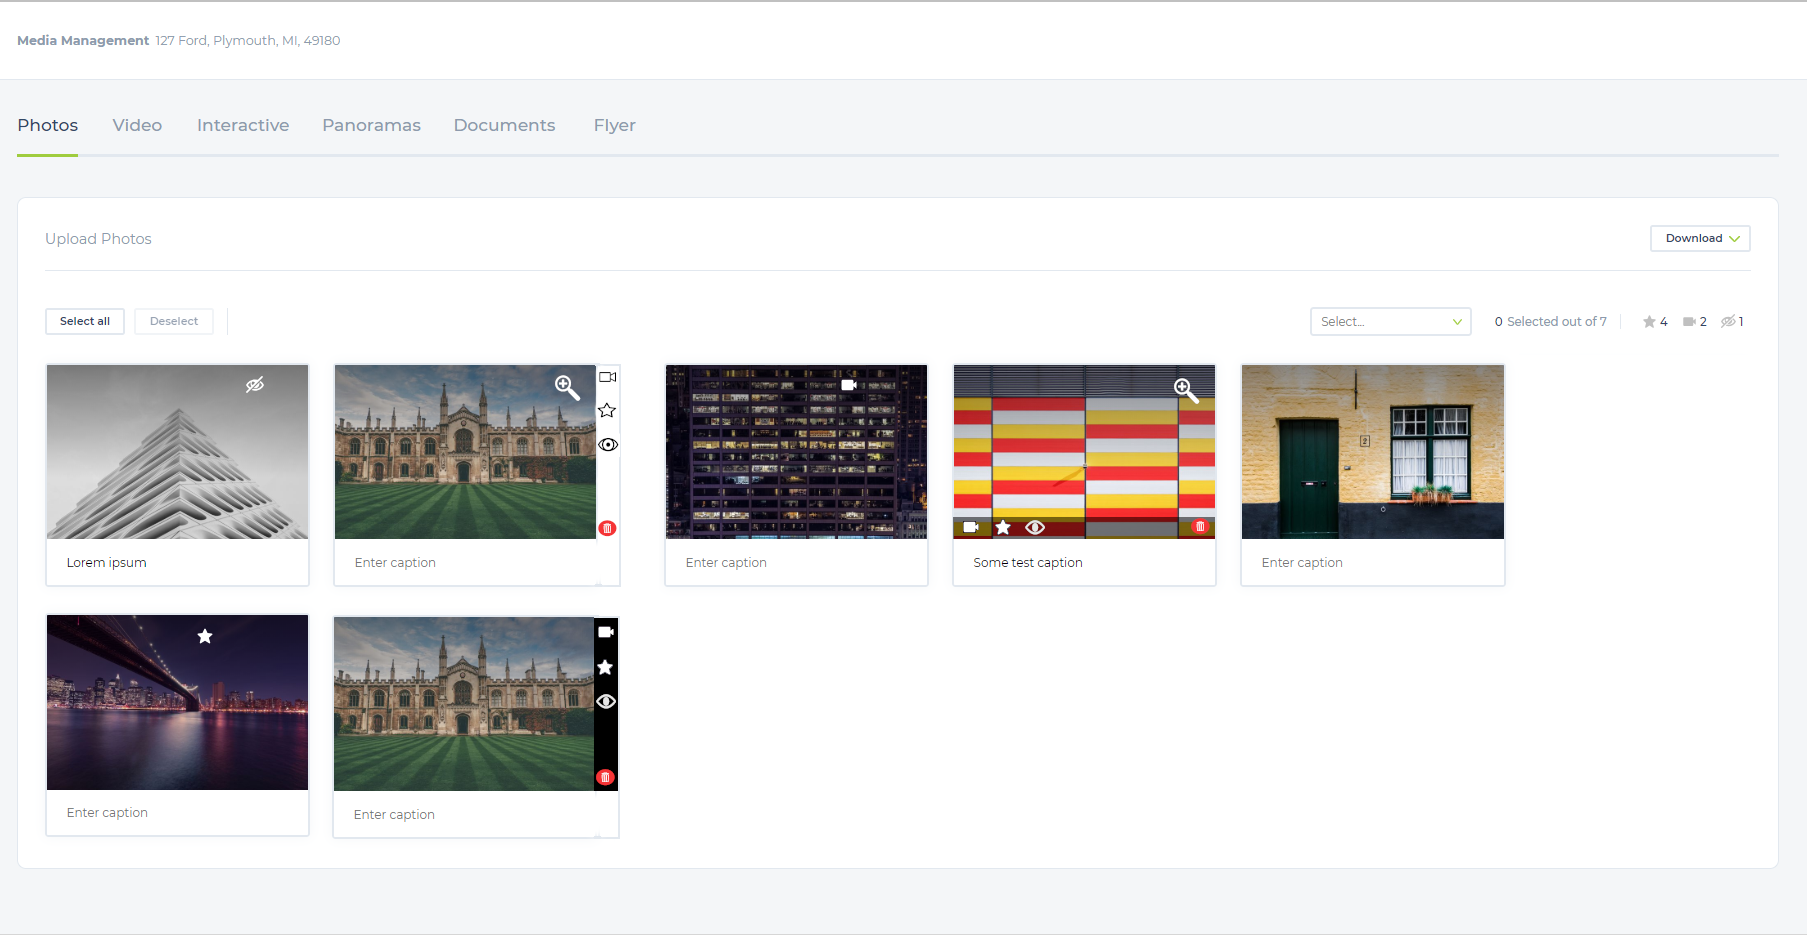 Media Management 127 Ford, Plymouth, MI, 49180
Photos Video Interactive Panoramas Documents Flyer
Upload Photos Download
Select all Deselect Select... 0 Selected out of 7 4 2 1
2
Lorem ipsum Enter caption Enter caption Some test caption Enter caption
Enter caption Enter caption